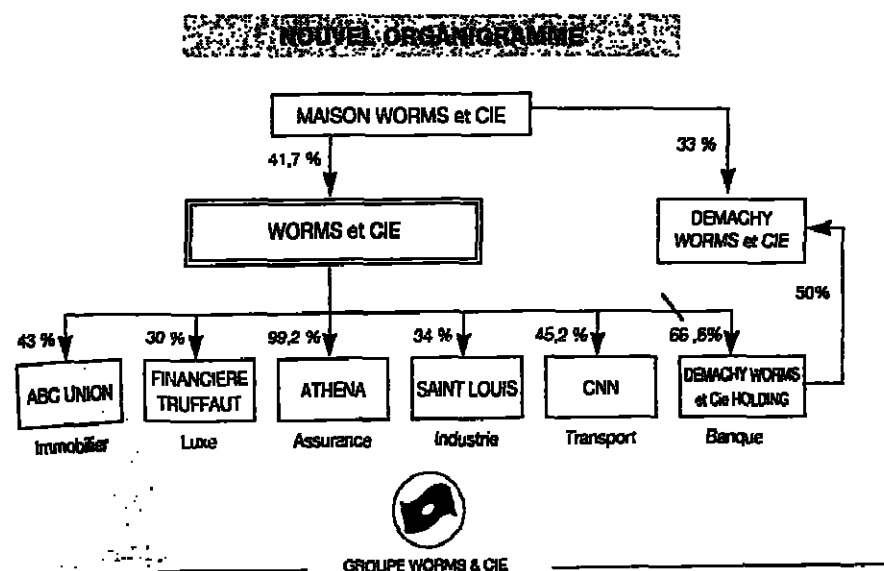 NOUVEL ORGANIGRAMME
MAISON WORMS et CIE
41,7 %
33 %
WORMS et CIE
DEMACHY
WORMS et CIE
50%
43 %
30 %
99,2 %
34 %
45,2 %
66,6%
ABC UNION
FINANCIERE
TRUFFAUT
ATHENA
SAINT LOUIS
CNN
DEMACHY WORMS
et Cie HOLDING
Immobilier
Luxe
Assurance
Industrie
Transport
Banque
GROUPE WORMS & CIE